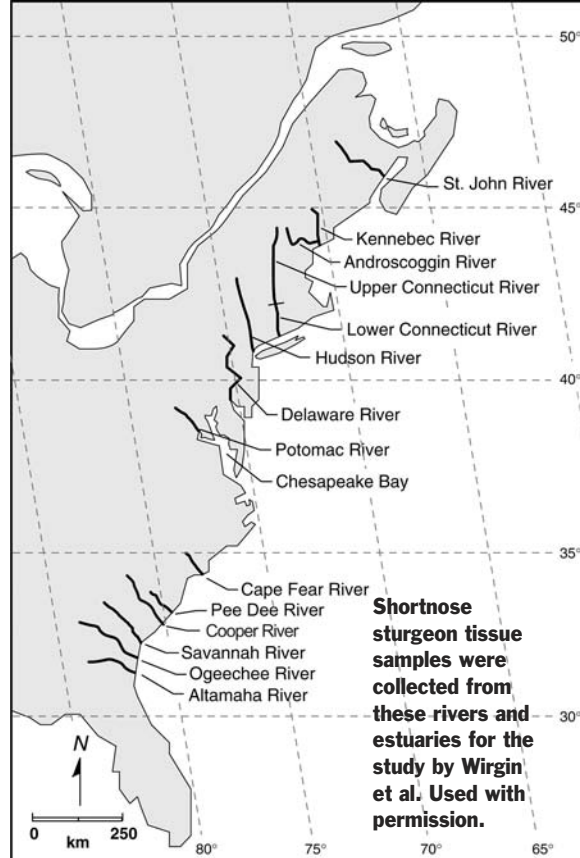 50°
St. John River
45°
Kennebec River
Androscoggin River
Upper Connecticut River
Lower Connecticut River
Hudson River
40°
Delaware River
Potomac River
Chesapeake Bay
35°
Cape Fear River
Pee Dee River
Cooper River
Savannah River
Ogeechee River
Altamaha River
Shortnose
sturgeon tissue
samples were
collected from
these rivers and
estuaries for the
study by Wirgin
et al. Used with
permission.
30°
N
0 250
km
80° 75° 70° 65°